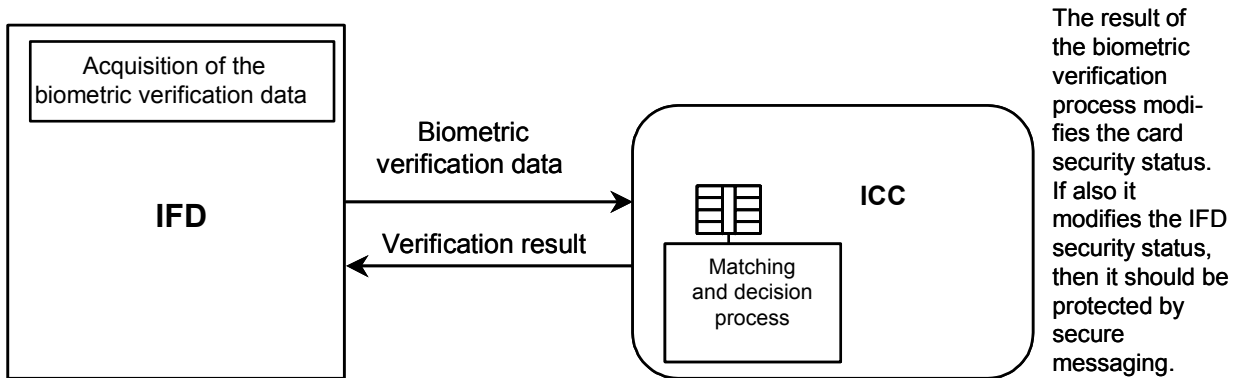 Acquisition of the
biometric verification data
IFD
Biometric
verification data
Verification result
ICC
Matching
and decision
process
The result of
the biometric
verification
process modi-
fies the card
security status.
If also it
modifies the IFD
security status,
then it should be
protected by
secure
messaging.